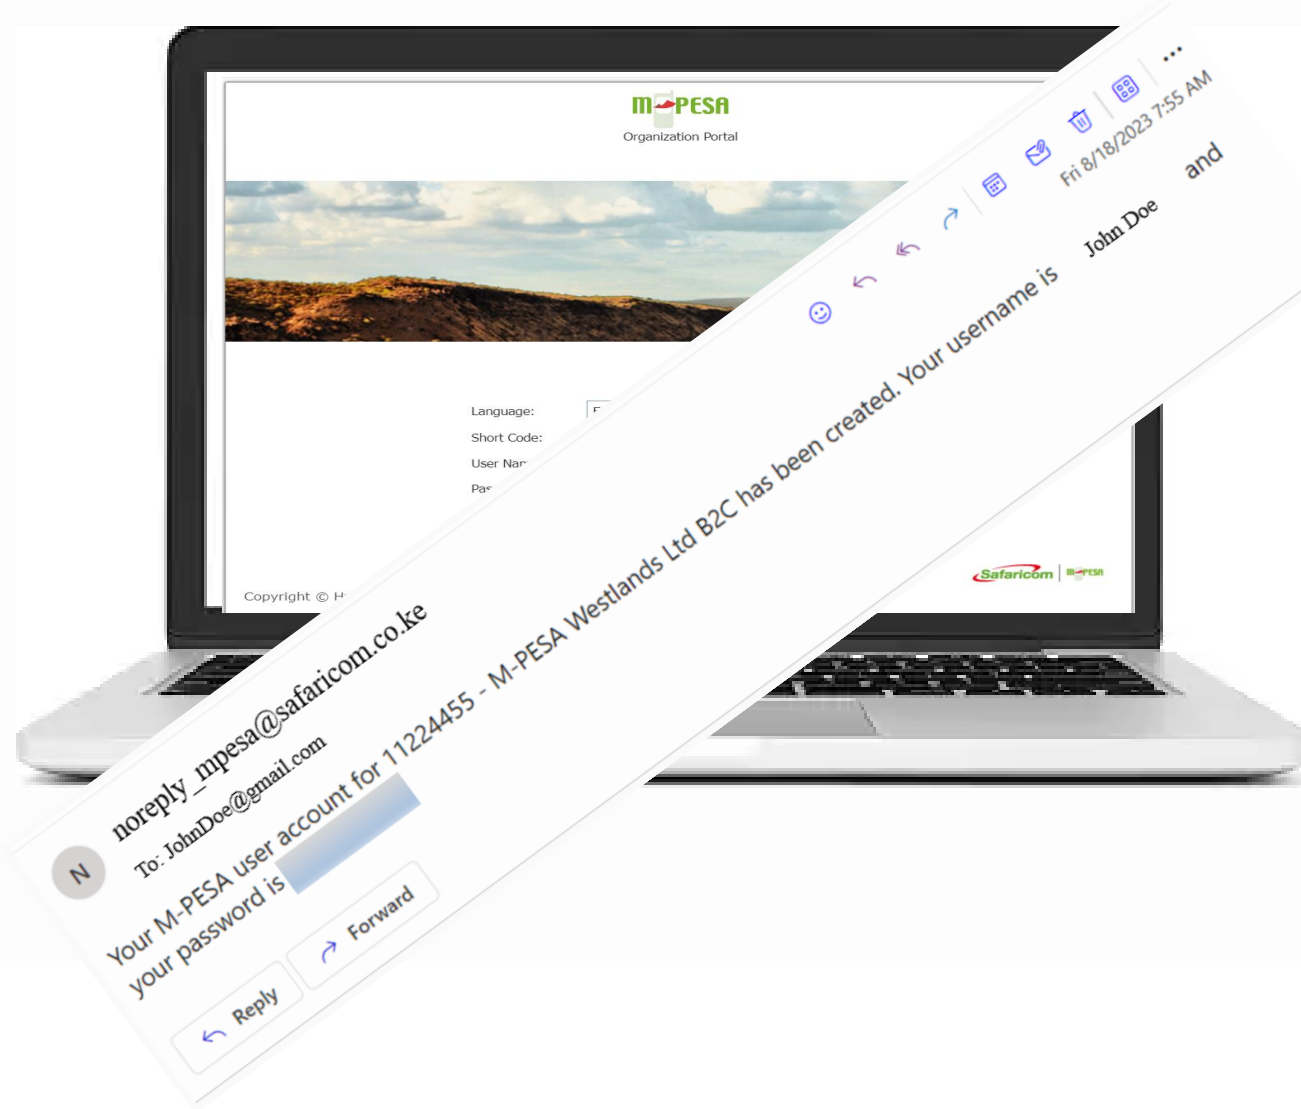 M-PESA
Organization Portal
Language:
Short Code:
User
Copyright ©
Safaricom | M-PESA
Fri 8/18/2023 7:55 AM
N
noreply_mpesa@safaricom.co.ke
To: JohnDoe@gmail.com
Your M-PESA user account for 11224455 - M-PESA Westlands Ltd B2C has been created. Your username is John Doe and
your password is
Reply
Forward